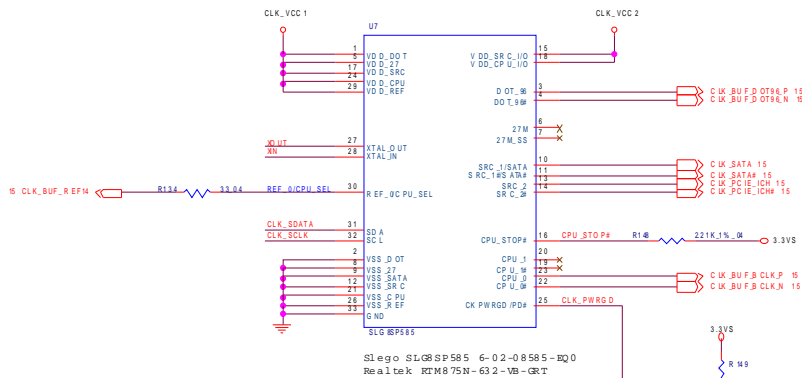 CLK_VCC1
CLK_VCC2
U7
1
5
17
24
29
VDD_DOT
VDD_27
VDD_SRC
VDD_CPU
VDD_REF
VDD_SRC_I/O
VDD_CPU_I/O
15
18
DOT_96
DOT_96#
3
4
CLK_BUF_DOT96_P 15
CLK_BUF_DOT96_N 15
27M
27M_SS
6
7
XOUT
XIN
27
28
XTAL_OUT
XTAL_IN
SRC_1/SATA
SRC_1#/SATA#
SRC_2
SRC_2#
10
11
13
14
CLK_SATA 15
CLK_SATA# 15
CLK_PCIE_ICH 15
CLK_PCIE_ICH# 15
15 CLK_BUF_REF14
R134
33_04
REF_0/CPU_SEL
30
REF_0/CPU_SEL
CLK_SDATA
CLK_SCLK
31
32
SDA
SCL
CPU_STOP#
16
CPU_STOP#
R148
2.21K_1%_04
3.3VS
2
8
9
12
21
26
33
VSS_DOT
VSS_27
VSS_SATA
VSS_SRC
VSS_CPU
VSS_REF
GND
CPU_1
CPU_1#
CPU_0
CPU_0#
20
19
23
22
CLK_BUF_BCLK_P 15
CLK_BUF_BCLK_N 15
CKPWRGD/PD#
25
CLK_PWRGD
SLG8SP585
3.3VS
R149
Slego SLG8SP585 6-02-08585-EQ0
Realtek RTM875N-632-VB-GRT